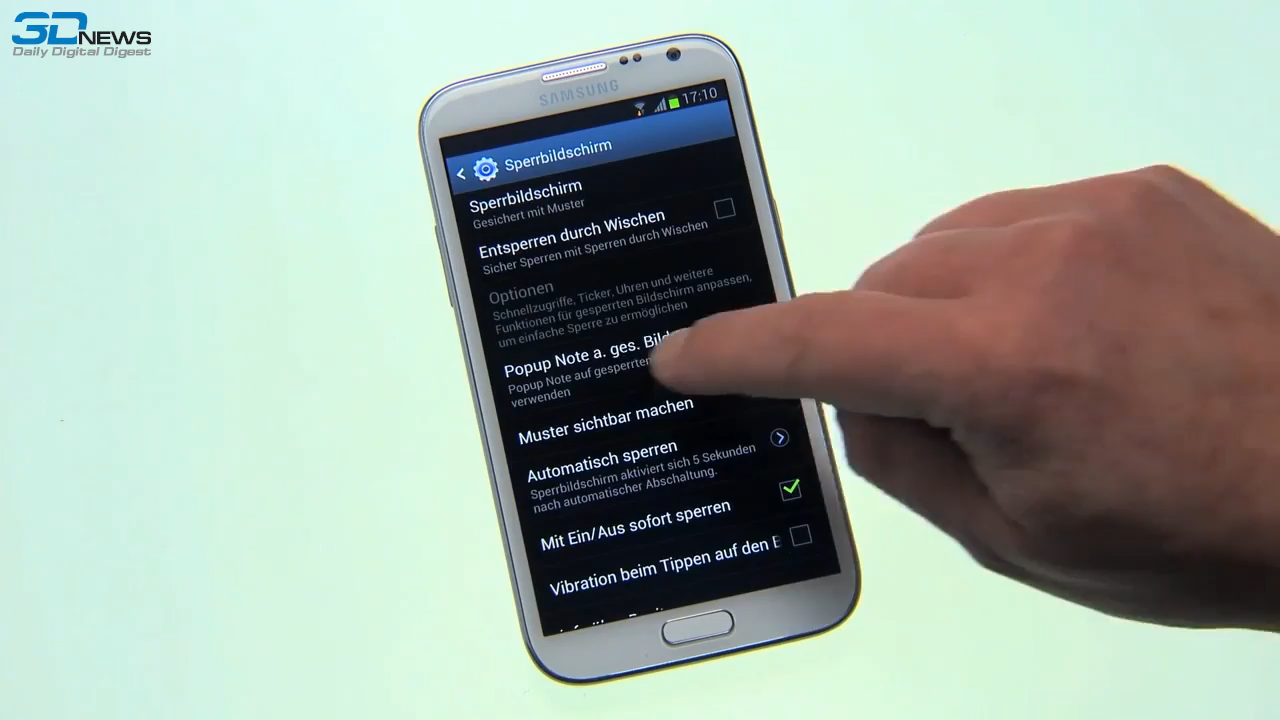 3DNEWS
Daily Digital Digest
SAMSUNG
17:10
Sperrbildschirm
Sperrbildschirm
Gesichert mit Muster
Entsperren durch Wischen
Sicher Sperren mit Sperren durch Wischen
Optionen
Schnellzugriffe, Ticker, Uhren und weitere
Funktionen für gesperrten Bildschirm anpassen,
um einfache Sperre zu ermöglichen
Popup Note a. ges.
Popup Note auf gesperrten
verwenden
Muster sichtbar machen
Automatisch sperren
Sperrbildschirm aktiviert sich 5 Sekunden
nach automatischer Abschaltung.
Mit Ein/Aus sofort sperren
Vibration beim Tippen auf den B